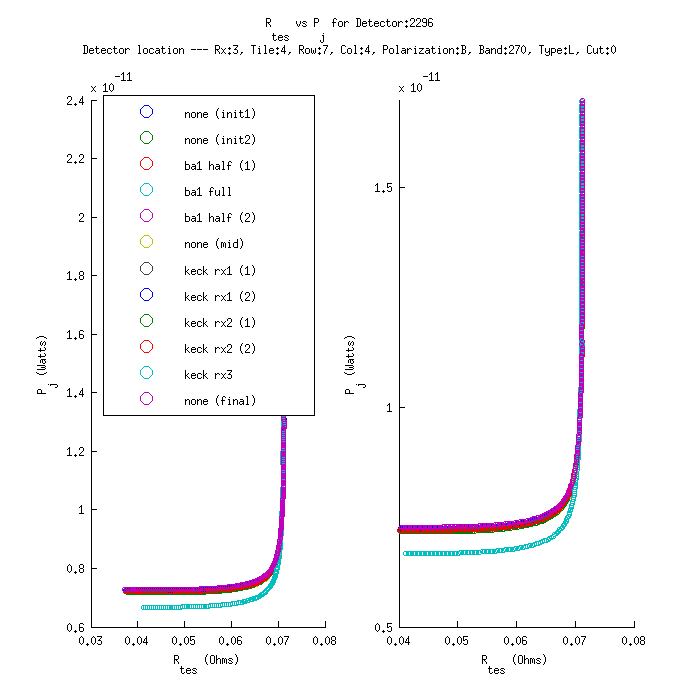 R tes vs P j for Detector:2296
Detector location --- Rx:3, Tile:4, Row:7, Col:4, Polarization:B, Band:270, Type:L, Cut:0
x 10^-11
2.4
2.2
2
1.8
1.6
1.4
1.2
1
0.8
0.6
P j (Watts)
none (init1)
none (init2)
ba1 half (1)
ba1 full
ba1 half (2)
none (mid)
keck rx1 (1)
keck rx1 (2)
keck rx2 (1)
keck rx2 (2)
keck rx3
none (final)
0.03 0.04 0.05 0.06 0.07 0.08
R tes (Ohms)
x 10^-11
1.5
1
0.5
P j (Watts)
0.04 0.05 0.06 0.07 0.08
R tes (Ohms)